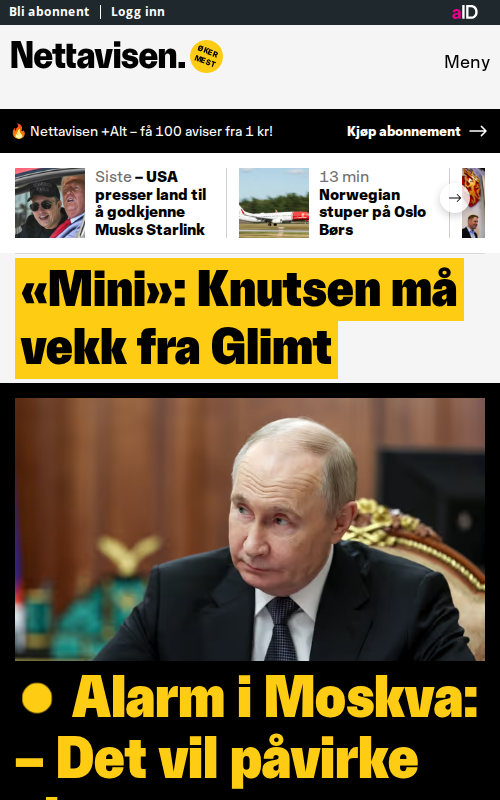 Bli abonnent | Logg inn
aID
Nettavisen.
ØKER
MEST
Meny
🔥 Nettavisen +Alt – få 100 aviser fra 1 kr!
Kjøp abonnement →
Siste – USA
presser land til
å godkjenne
Musks Starlink
13 min
Norwegian
stuper på Oslo
Børs
«Mini»: Knutsen må
vekk fra Glimt
Alarm i Moskva:
– Det vil påvirke